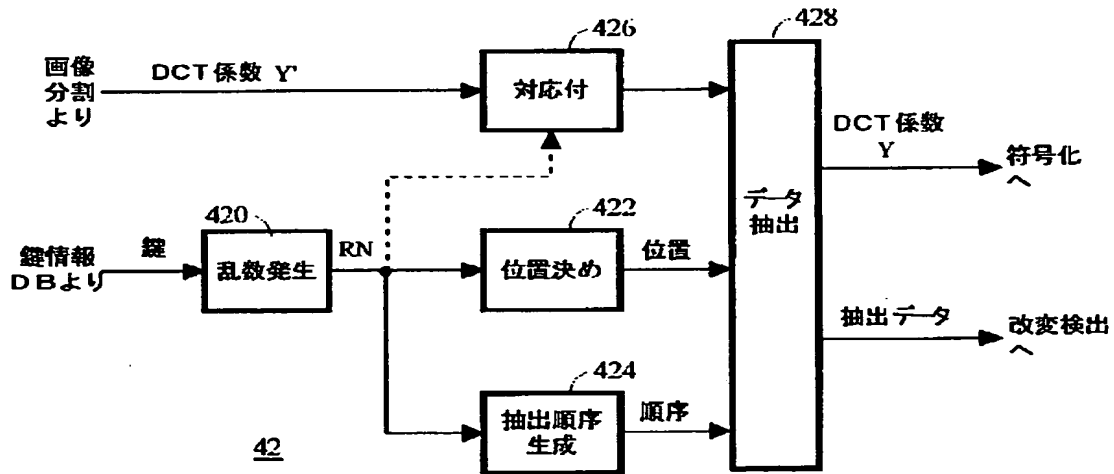 426
428
画像
分割
より
DCT係数 Y'
対応付
DCT係数
Y
符号化
へ
データ
抽出
420
422
鍵情報
DBより
鍵
乱数発生
RN
位置決め
位置
抽出データ
改変検出
へ
424
抽出順序
生成
順序
42